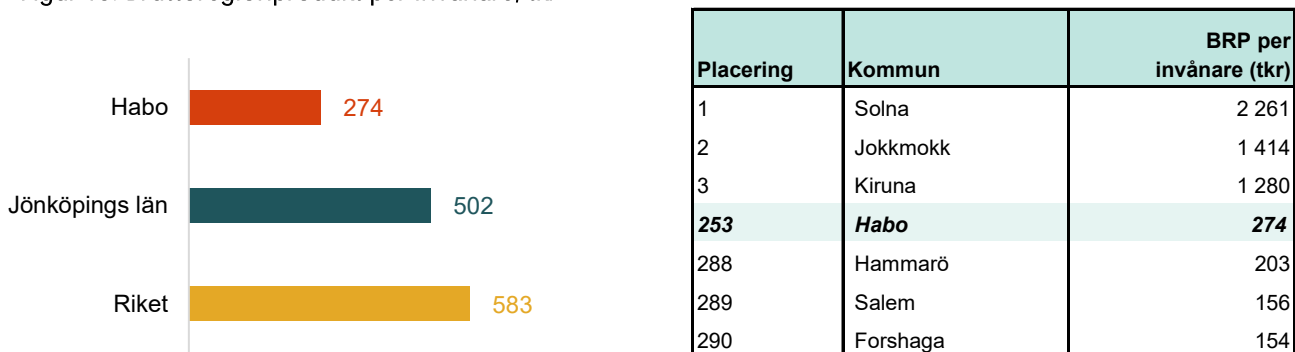 Habo 274
Jönköpings län 502
Riket 583
Placering Kommun BRP per invånare (tkr)
1 Solna 2 261
2 Jokkmokk 1 414
3 Kiruna 1 280
253 Habo 274
288 Hammarö 203
289 Salem 156
290 Forshaga 154